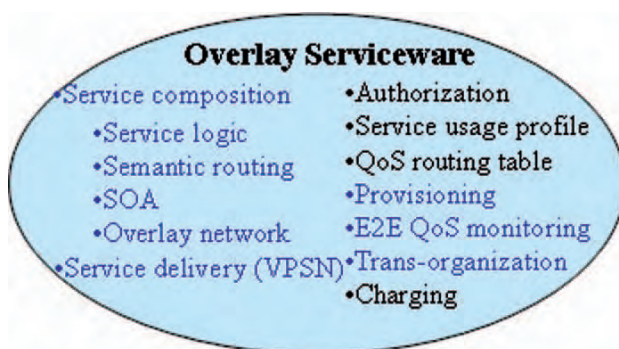 Overlay Serviceware
•Service composition
•Service logic
•Semantic routing
•SOA
•Overlay network
•Service delivery (VPSN)
•Authorization
•Service usage profile
•QoS routing table
•Provisioning
•E2E QoS monitoring
•Trans-organization
•Charging